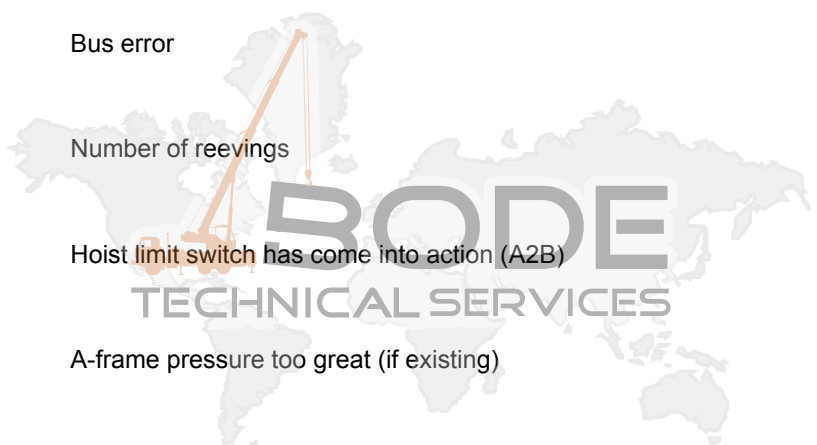 Bus error
Number of reevings
BODE
Hoist limit switch has come into action (A2B)
TECHNICAL SERVICES
A-frame pressure too great (if existing)